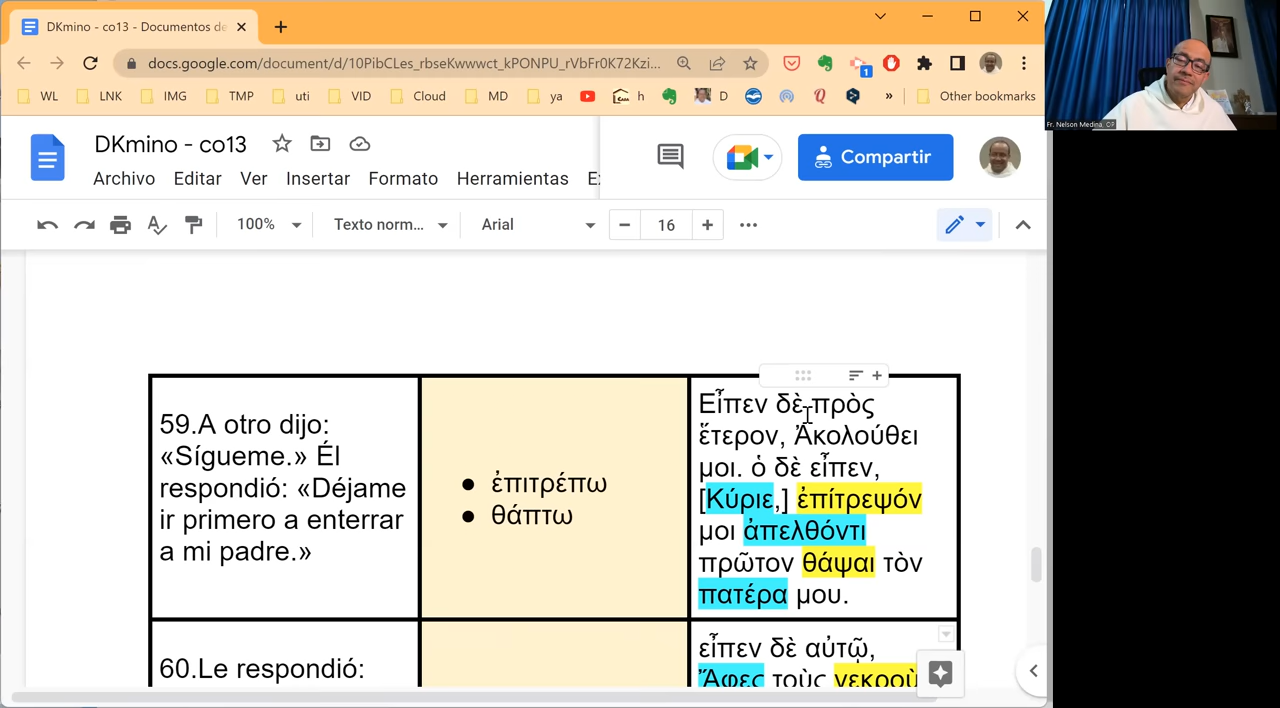 DKmino - co13 - Documentos de
docs.google.com/document/d/10PibCLes_rbseKwwvct_kPONPU_rVbFr0K72Kzi...
1
WL LNK IMG TMP uti VID Cloud MD ya h D » Other bookmarks
Fr. Nelson Medina, OP
DKmino - co13
Archivo Editar Ver Insertar Formato Herramientas
Compartir
100% Texto norm... Arial 16
59.A otro dijo:
«Sígueme.» Él
respondió: «Déjame
ir primero a enterrar
a mi padre.»
● ἐπιτρέπω
● θάπτω
Εἶπεν δὲ πρὸς
ἕτερον, Ἀκολούθει
μοι. ὁ δὲ εἶπεν,
[Κύριε,] ἐπίτρεψόν
μοι ἀπελθόντι
πρῶτον θάψαι τὸν
πατέρα μου.
60.Le respondió:
εἶπεν δὲ αὐτῷ,
Ἄφες τοὺς